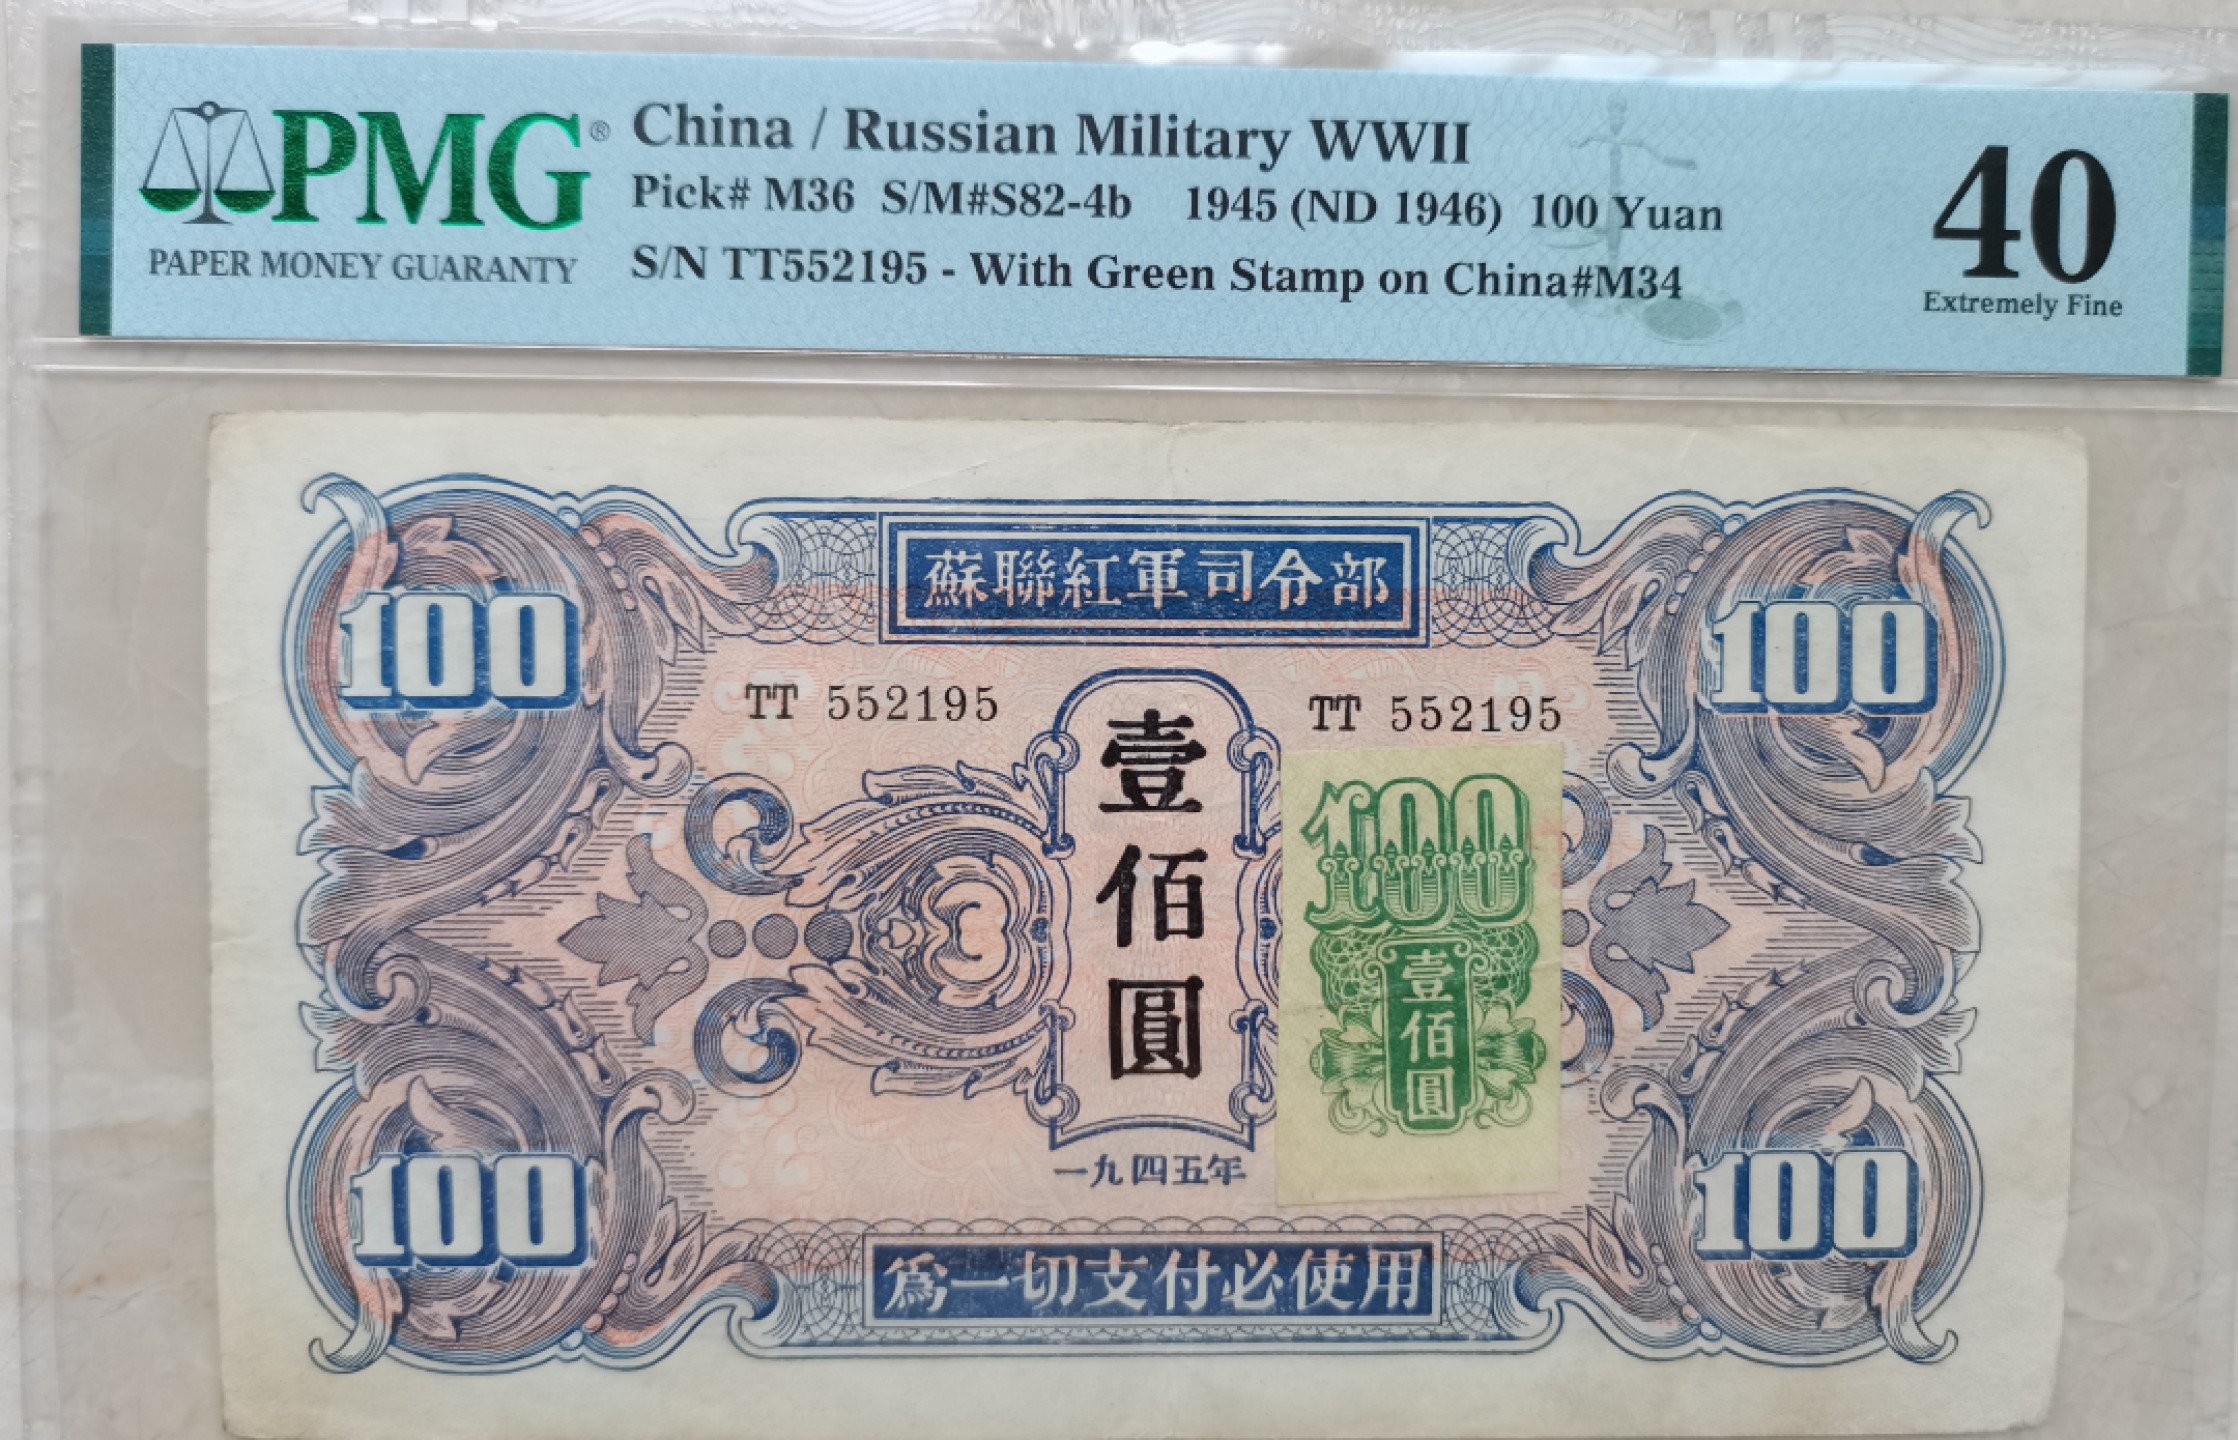 PMG®
PAPER MONEY GUARANTY
China / Russian Military WWII
Pick# M36 S/M#S82-4b 1945 (ND 1946) 100 Yuan
S/N TT552195 - With Green Stamp on China#M34
40
Extremely Fine
蘇聯紅軍司令部
100
100
TT 552195
TT 552195
壹佰圓
100
壹佰圓
一九四五年
100
100
爲一切支付必使用